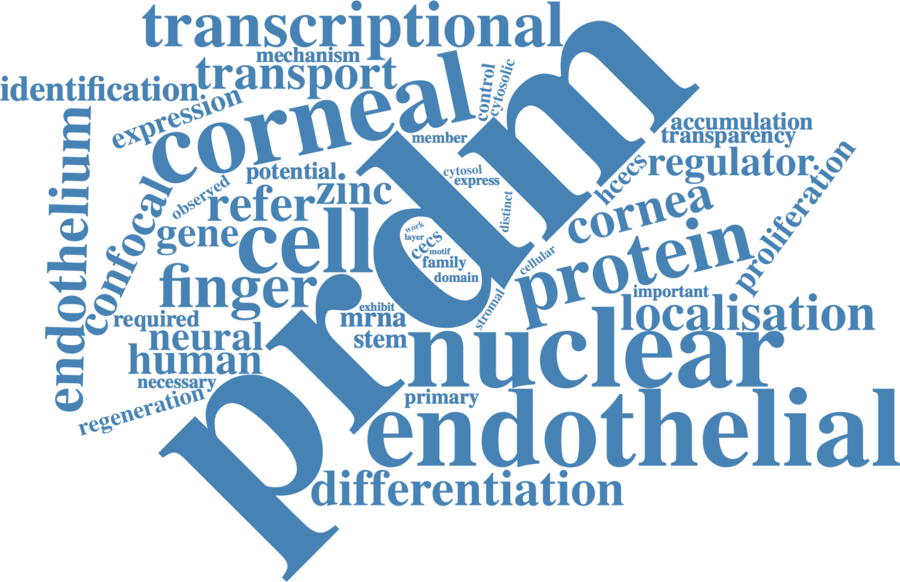 transcriptional
mechanism
transport
identification
expression
corneal
control
cytosolic
member
accumulation
transparency
endothelium
confocal
observed
potential
zinc
refer
gene
cell
cytosol
express
distinct
hcecs
regulator
proliferation
cornea
work
layer
cecs
motif
family
domain
cellular
protein
prdm
finger
exhibit
mrna
stem
stromal
important
localisation
required
neural
human
necessary
regeneration
nuclear
primary
endothelial
differentiation